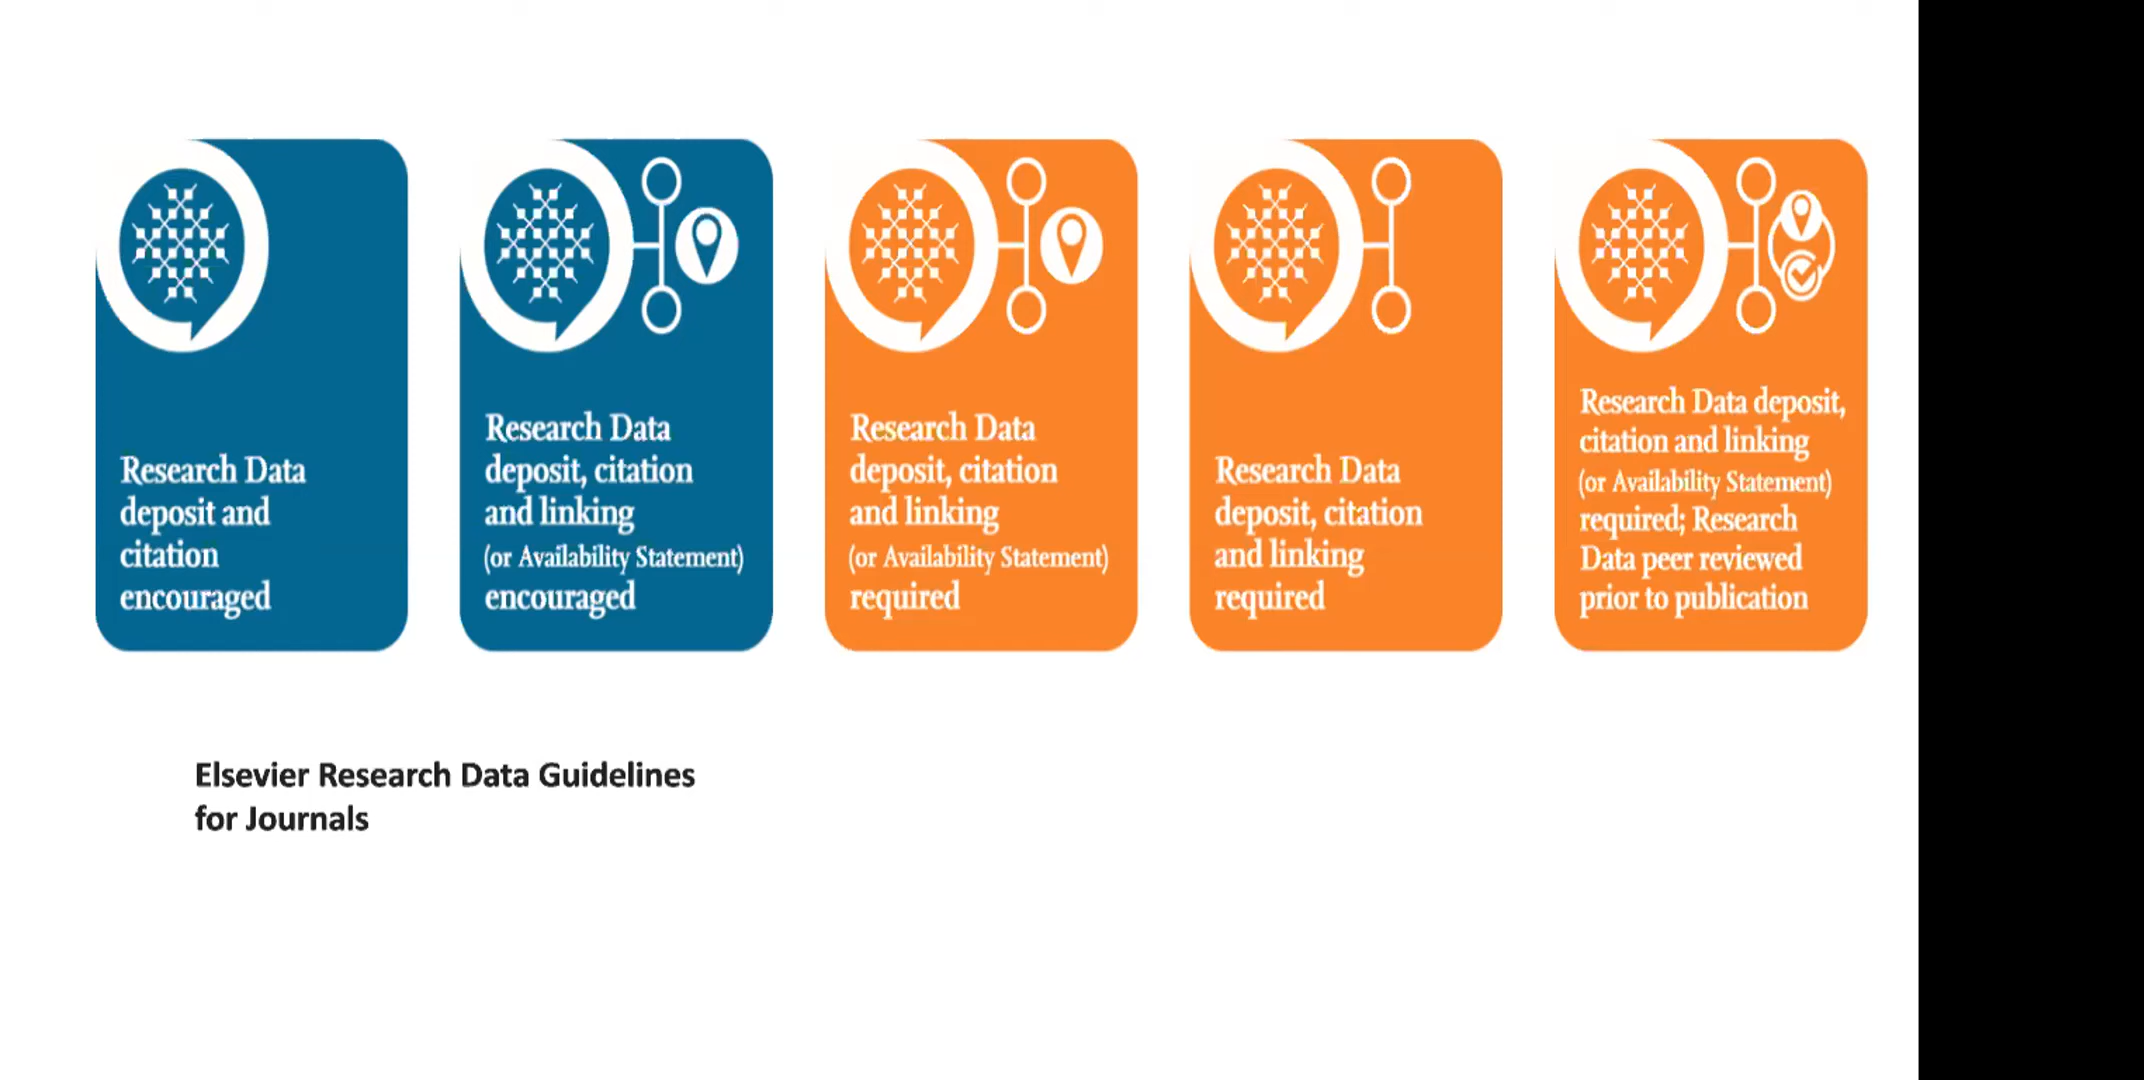 Research Data
deposit and
citation
encouraged
Research Data
deposit, citation
and linking
(or Availability Statement)
encouraged
Research Data
deposit, citation
and linking
(or Availability Statement)
required
Research Data
deposit, citation
and linking
required
Research Data deposit,
citation and linking
(or Availability Statement)
required; Research
Data peer reviewed
prior to publication
Elsevier Research Data Guidelines
for Journals